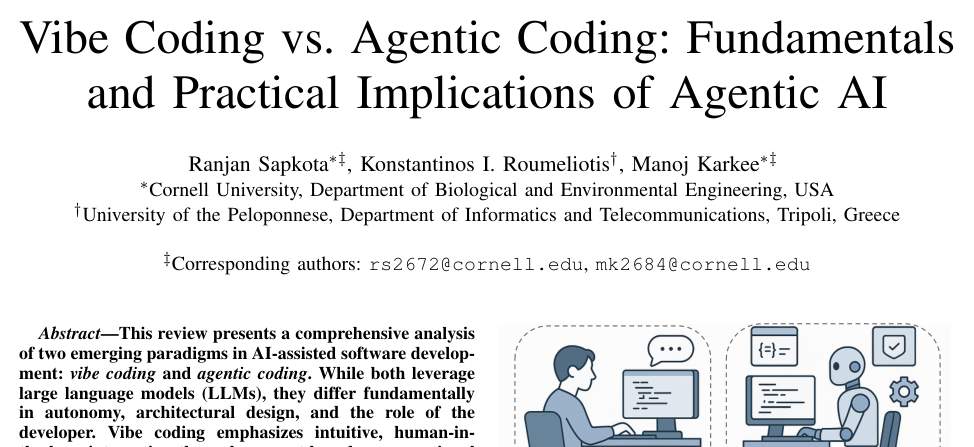 Vibe Coding vs. Agentic Coding: Fundamentals
and Practical Implications of Agentic AI
Ranjan Sapkota*‡, Konstantinos I. Roumeliotis†, Manoj Karkee*‡
*Cornell University, Department of Biological and Environmental Engineering, USA
†University of the Peloponnese, Department of Informatics and Telecommunications, Tripoli, Greece
‡Corresponding authors: rs2672@cornell.edu, mk2684@cornell.edu
Abstract—This review presents a comprehensive analysis
of two emerging paradigms in AI-assisted software develop-
ment: vibe coding and agentic coding. While both leverage
large language models (LLMs), they differ fundamentally
in autonomy, architectural design, and the role of the
developer. Vibe coding emphasizes intuitive, human-in-
{=}